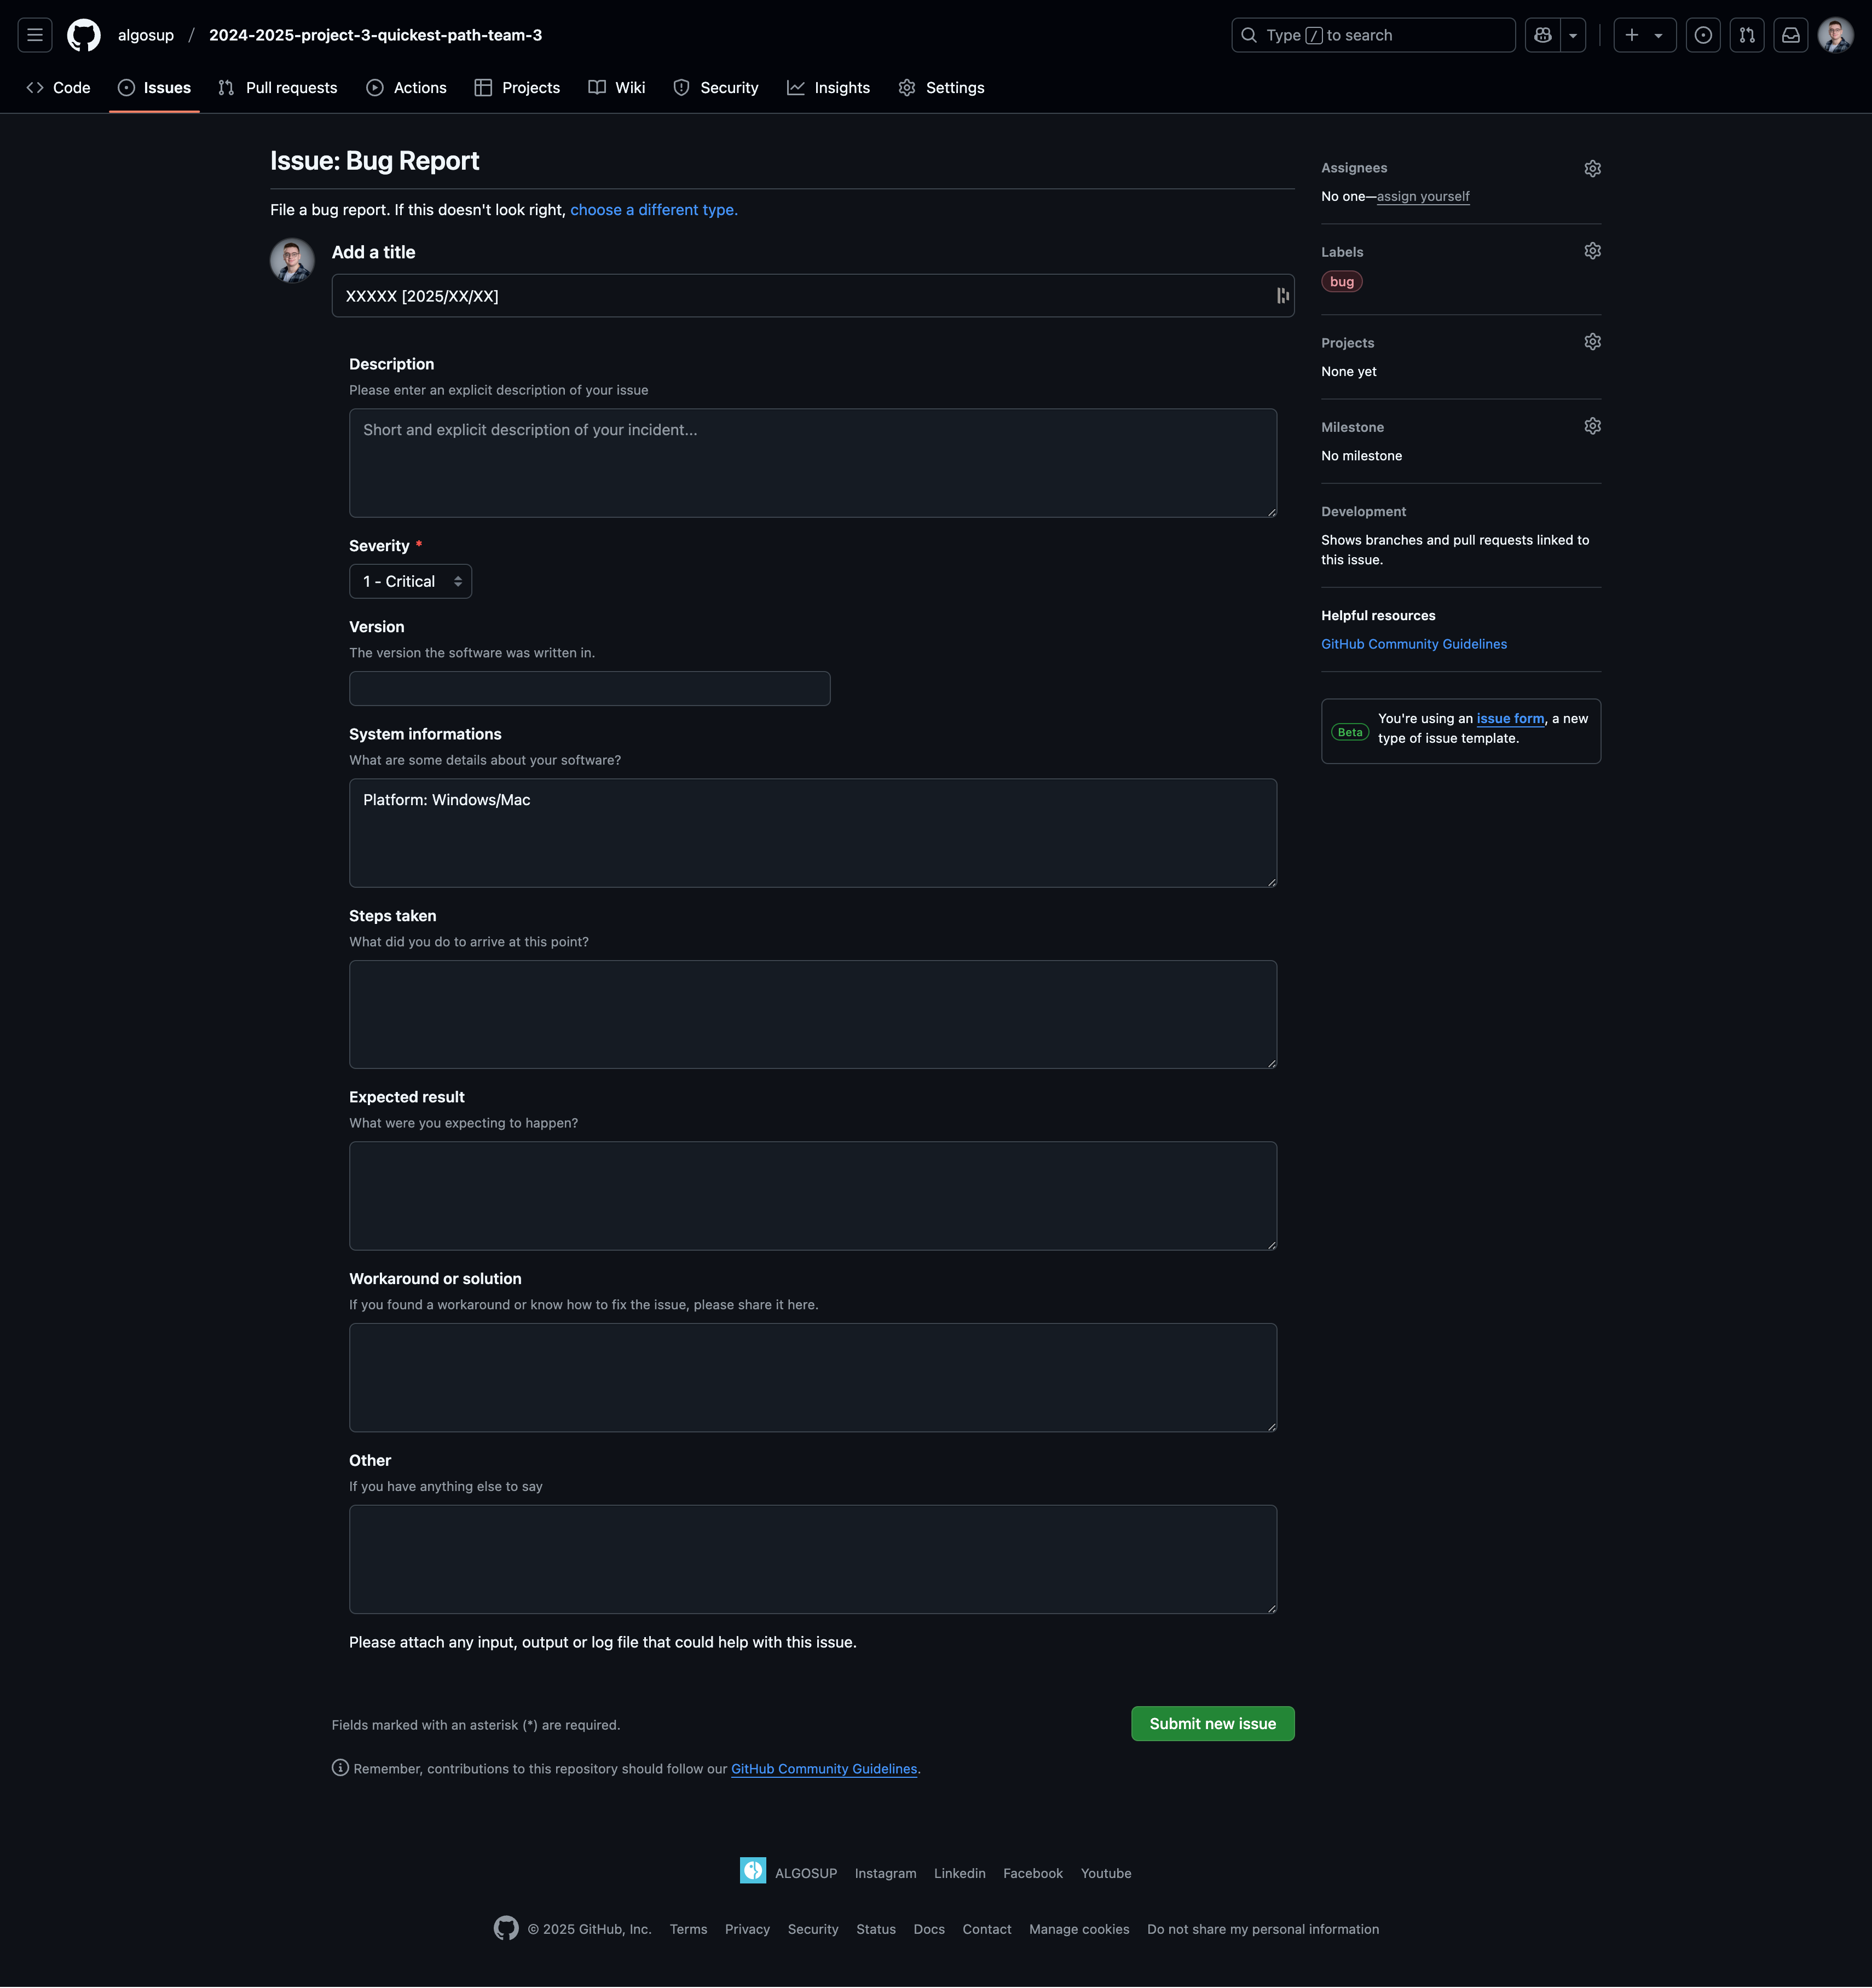 algosup / 2024-2025-project-3-quickest-path-team-3
Type / to search
Code Issues Pull requests Actions Projects Wiki Security Insights Settings
Issue: Bug Report
File a bug report. If this doesn't look right, choose a different type.
Add a title
XXXXX [2025/XX/XX]
Description
Please enter an explicit description of your issue
Short and explicit description of your incident...
Severity *
1 - Critical
Version
The version the software was written in.
System informations
What are some details about your software?
Platform: Windows/Mac
Steps taken
What did you do to arrive at this point?
Expected result
What were you expecting to happen?
Workaround or solution
If you found a workaround or know how to fix the issue, please share it here.
Other
If you have anything else to say
Please attach any input, output or log file that could help with this issue.
Fields marked with an asterisk (*) are required.
Submit new issue
Remember, contributions to this repository should follow our GitHub Community Guidelines.
Assignees
No one—assign yourself
Labels
bug
Projects
None yet
Milestone
No milestone
Development
Shows branches and pull requests linked to
this issue.
Helpful resources
GitHub Community Guidelines
Beta
You're using an issue form, a new
type of issue template.
ALGOSUP Instagram Linkedin Facebook Youtube
© 2025 GitHub, Inc. Terms Privacy Security Status Docs Contact Manage cookies Do not share my personal information